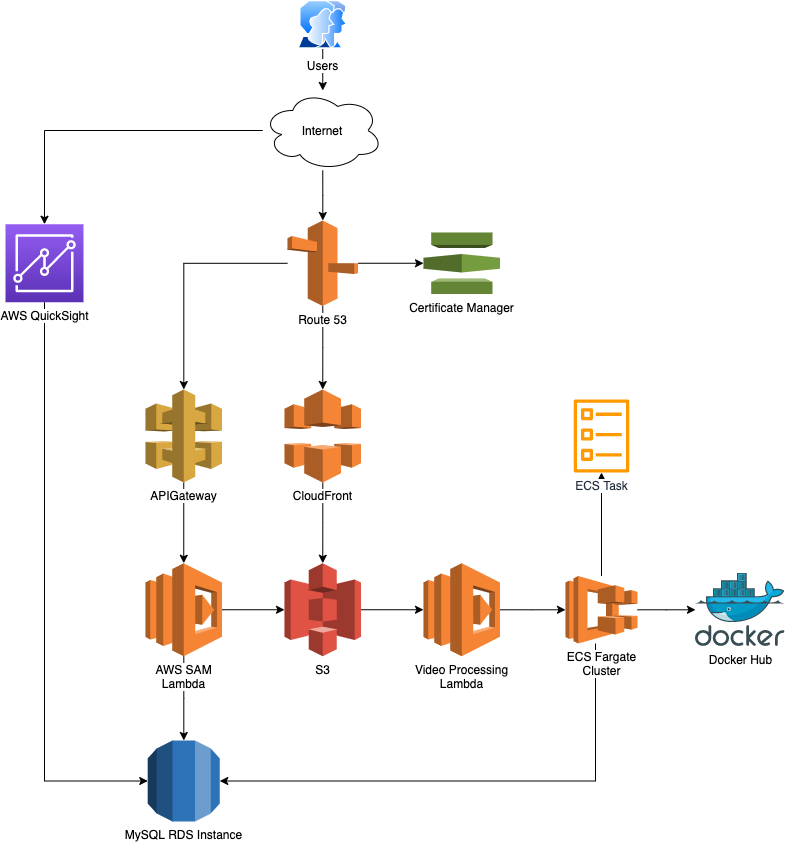 Users
Internet
AWS QuickSight
Route 53
Certificate Manager
APIGateway
CloudFront
ECS Task
AWS SAM
Lambda
S3
Video Processing
Lambda
ECS Fargate
Cluster
docker
Docker Hub
MySQL RDS Instance